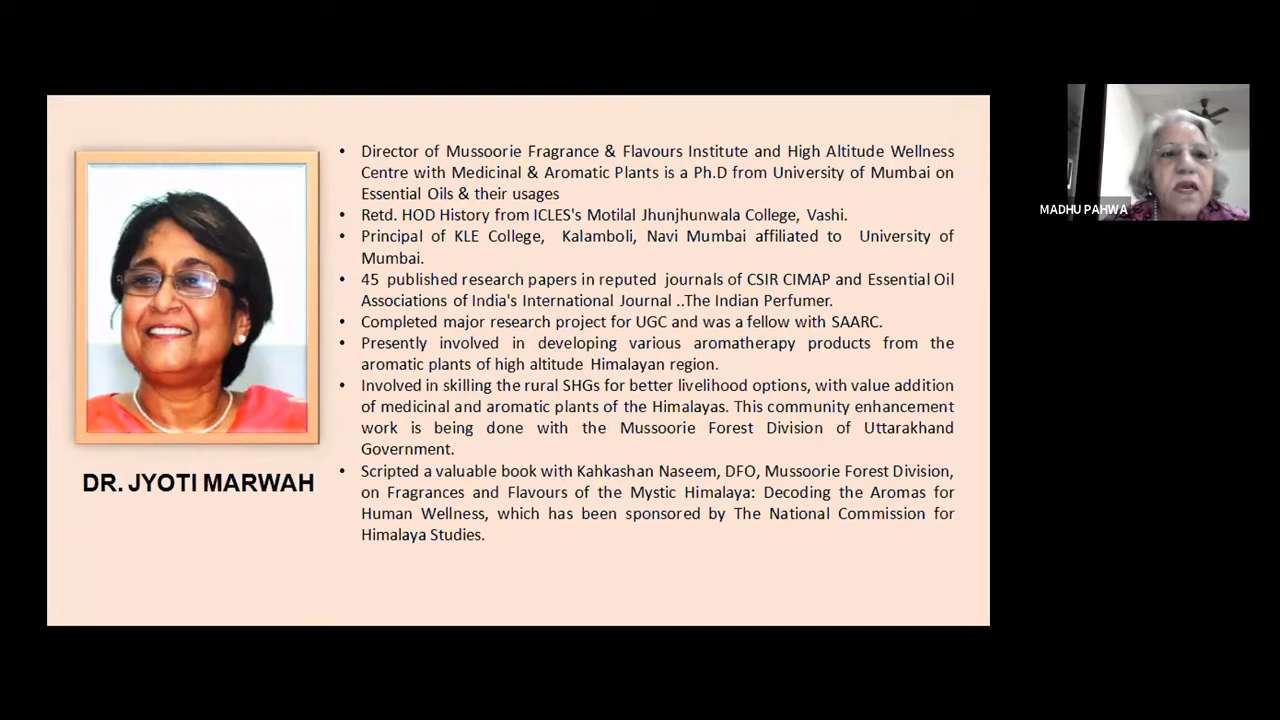 • Director of Mussoorie Fragrance & Flavours Institute and High Altitude Wellness
Centre with Medicinal & Aromatic Plants is a Ph.D from University of Mumbai on
Essential Oils & their usages
• Retd. HOD History from ICLES's Motilal Jhunjhunwala College, Vashi.
• Principal of KLE College, Kalamboli, Navi Mumbai affiliated to University of
Mumbai.
• 45 published research papers in reputed journals of CSIR CIMAP and Essential Oil
Associations of India's International Journal ..The Indian Perfumer.
• Completed major research project for UGC and was a fellow with SAARC.
• Presently involved in developing various aromatherapy products from the
aromatic plants of high altitude Himalayan region.
• Involved in skilling the rural SHGs for better livelihood options, with value addition
of medicinal and aromatic plants of the Himalayas. This community enhancement
work is being done with the Mussoorie Forest Division of Uttarakhand
Government.
• Scripted a valuable book with Kahkashan Naseem, DFO, Mussoorie Forest Division,
on Fragrances and Flavours of the Mystic Himalaya: Decoding the Aromas for
Human Wellness, which has been sponsored by The National Commission for
Himalaya Studies.
DR. JYOTI MARWAH
MADHU PAHWA